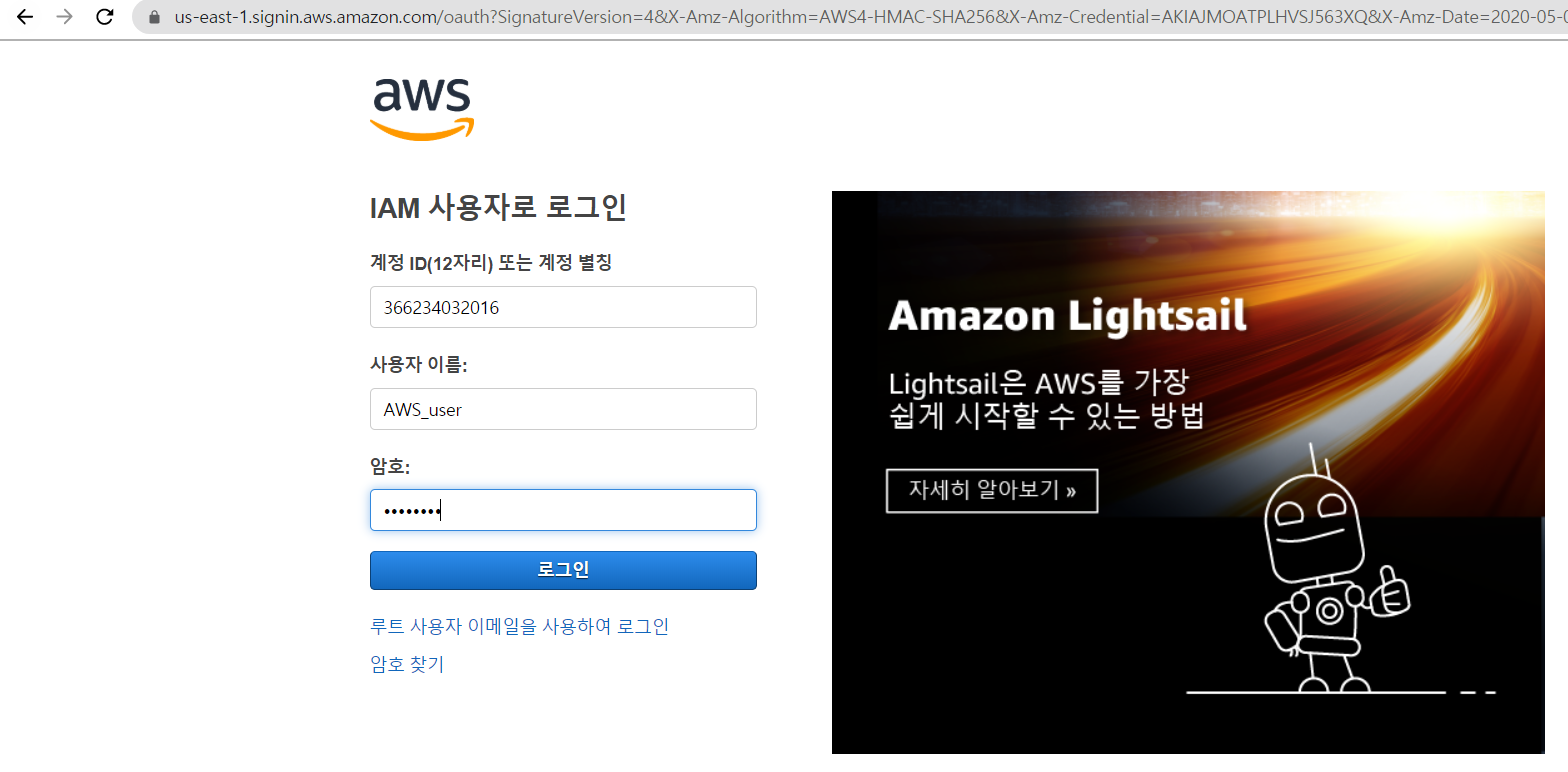 us-east-1.signin.aws.amazon.com/oauth?SignatureVersion=4&X-Amz-Algorithm=AWS4-HMAC-SHA256&X-Amz-Credential=AKIAJMOATPLHVSJ563XQ&X-Amz-Date=2020-05-0
aws
IAM 사용자로 로그인
계정 ID(12자리) 또는 계정 별칭
366234032016
사용자 이름:
AWS_user
암호:
••••••••
로그인
루트 사용자 이메일을 사용하여 로그인
암호 찾기
Amazon Lightsail
Lightsail은 AWS를 가장
쉽게 시작할 수 있는 방법
자세히 알아보기 »